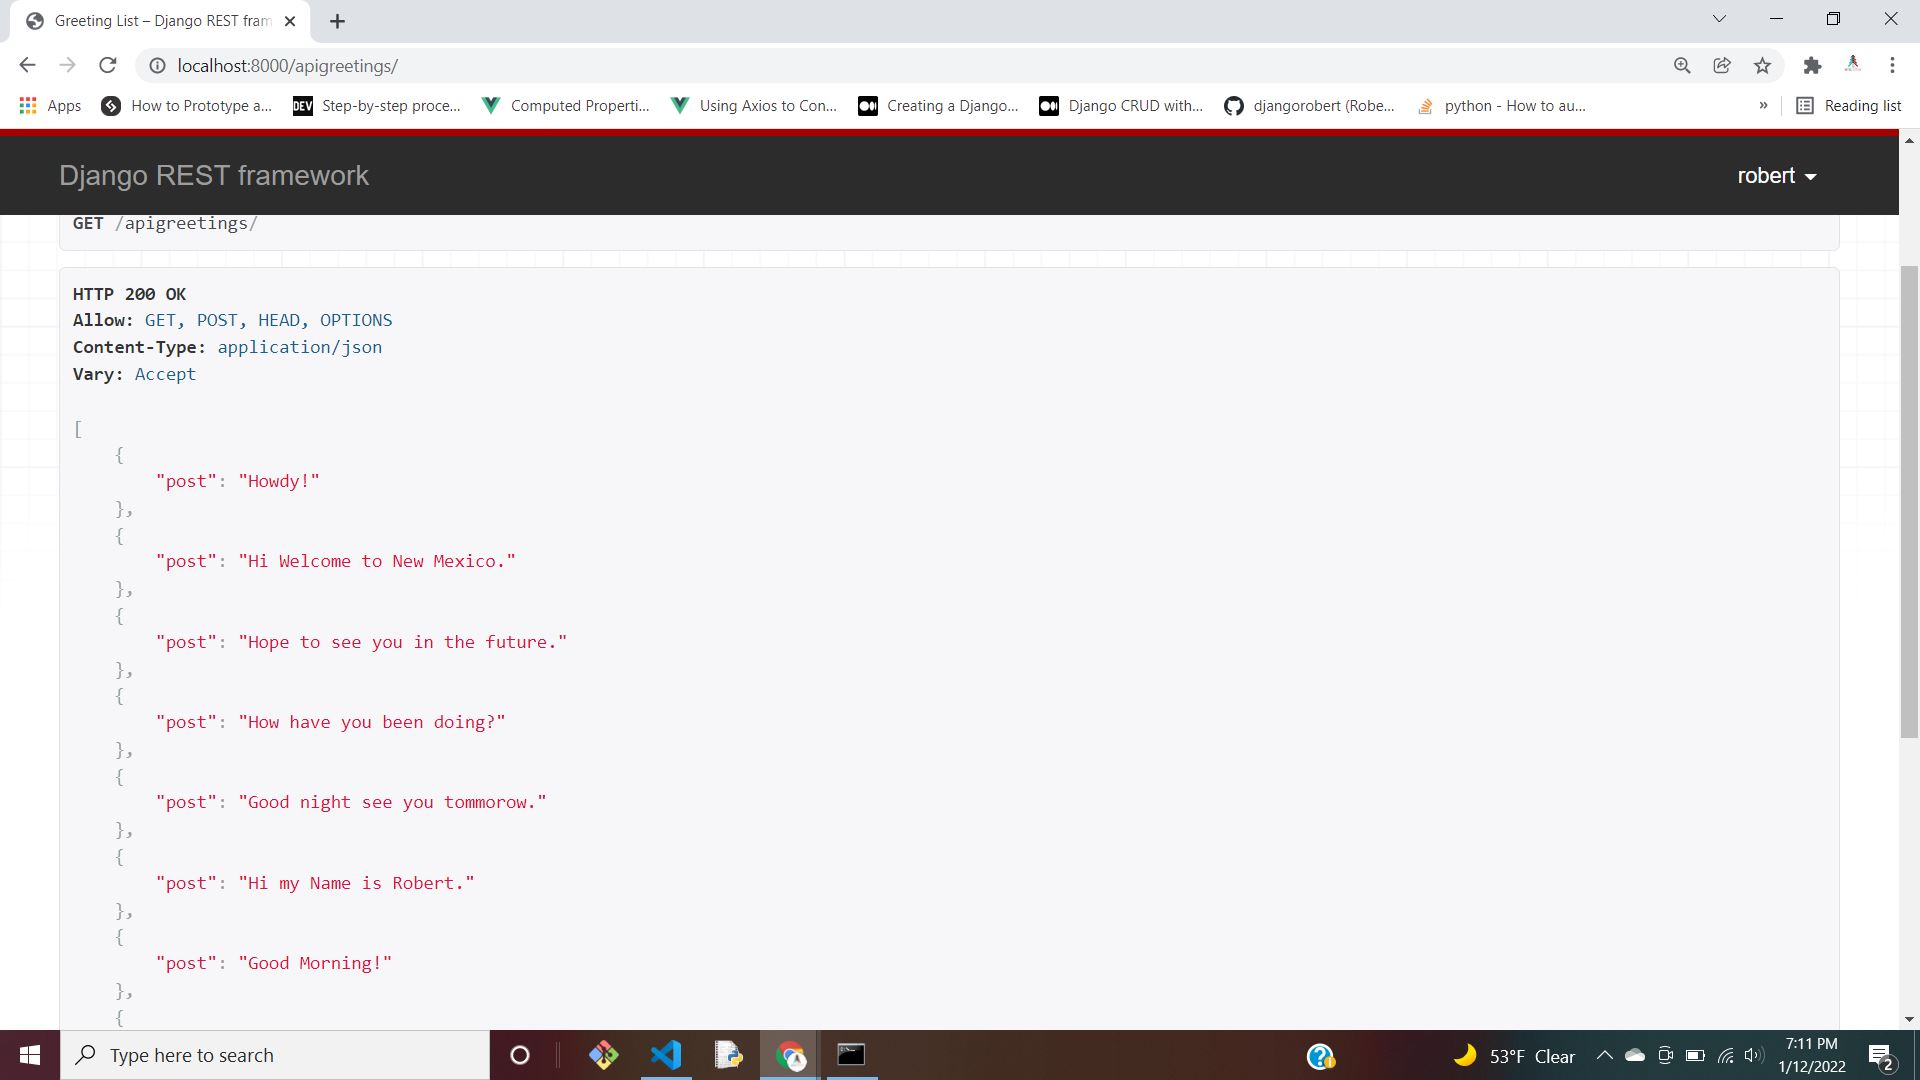 Greeting List – Django REST fram
localhost:8000/apigreetings/
Apps
How to Prototype a...
DEV
Step-by-step proce...
Computed Properti...
Using Axios to Con...
Creating a Django...
Django CRUD with...
djangorobert (Robe...
python - How to au...
»
Reading list
Django REST framework
robert
GET /apigreetings/
HTTP 200 OK
Allow: GET, POST, HEAD, OPTIONS
Content-Type: application/json
Vary: Accept
[
{
"post": "Howdy!"
},
{
"post": "Hi Welcome to New Mexico."
},
{
"post": "Hope to see you in the future."
},
{
"post": "How have you been doing?"
},
{
"post": "Good night see you tommorow."
},
{
"post": "Hi my Name is Robert."
},
{
"post": "Good Morning!"
},
{
Type here to search
53°F Clear
7:11 PM
1/12/2022
2